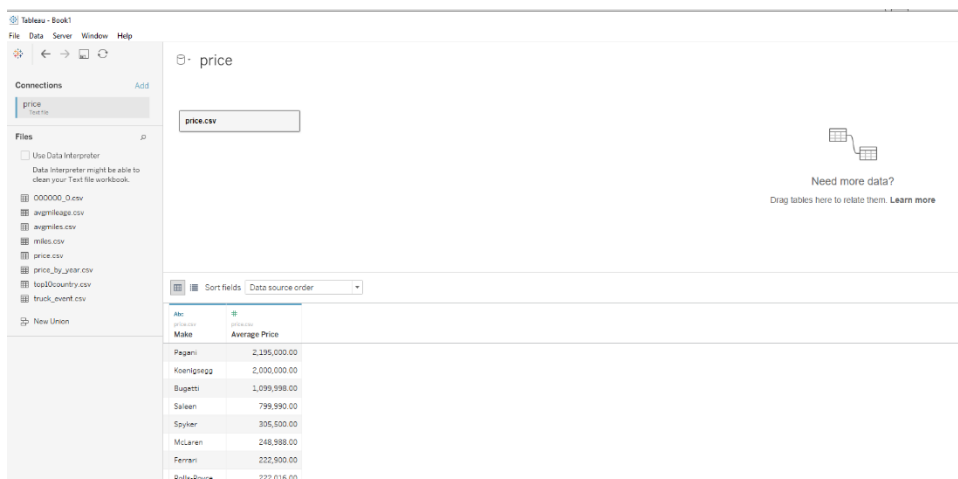 Tableau - Book1
File Data Server Window Help
Connections Add
price
Text file
Files
Use Data Interpreter
Data Interpreter might be able to
clean your Text file workbook.
000000_0.csv
avgmileage.csv
avgmiles.csv
miles.csv
price.csv
price_by_year.csv
top10country.csv
truck_event.csv
New Union
price
price.csv
Need more data?
Drag tables here to relate them. Learn more
Sort fields Data source order
Abc #
price.csv price.csv
Make Average Price
Pagani 2,195,000.00
Koenigsegg 2,000,000.00
Bugatti 1,099,998.00
Saleen 799,990.00
Spyker 305,500.00
McLaren 248,988.00
Ferrari 222,900.00
Rolls-Royce 222,016.00